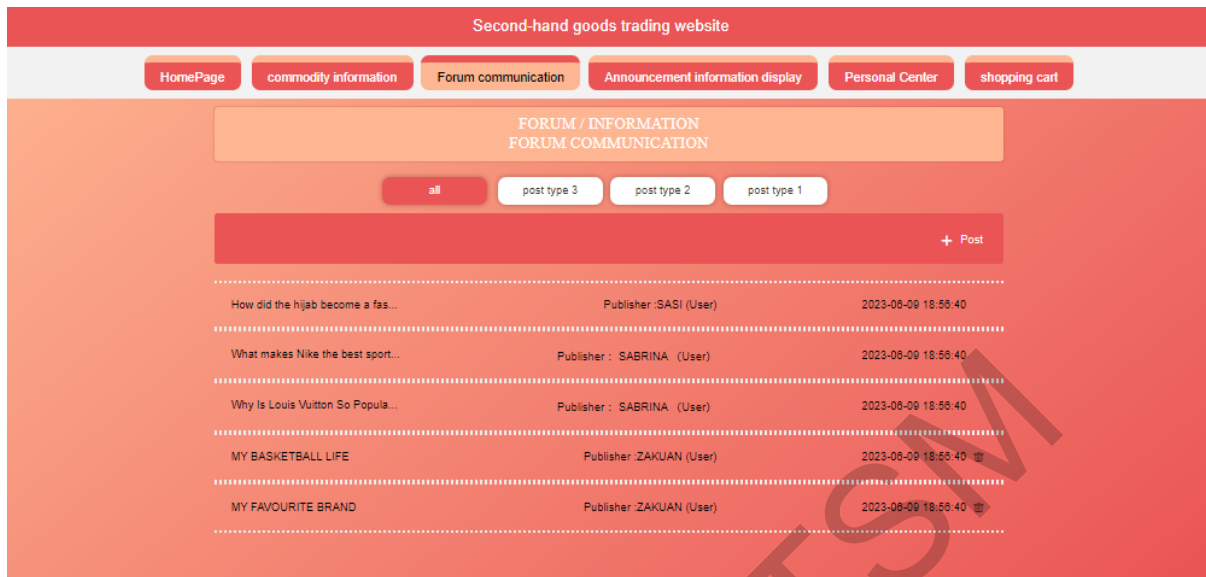 Second-hand goods trading website
HomePage commodity information Forum communication Announcement information display Personal Center shopping cart
FORUM / INFORMATION
FORUM COMMUNICATION
all post type 3 post type 2 post type 1
+ Post
How did the hijab become a fas... Publisher :SASI (User) 2023-06-09 18:56:40
What makes Nike the best sport... Publisher : SABRINA (User) 2023-06-09 18:56:40
Why Is Louis Vuitton So Popula... Publisher : SABRINA (User) 2023-06-09 18:56:40
MY BASKETBALL LIFE Publisher :ZAKUAN (User) 2023-06-09 18:56:40
MY FAVOURITE BRAND Publisher :ZAKUAN (User) 2023-06-09 18:56:40
TSM